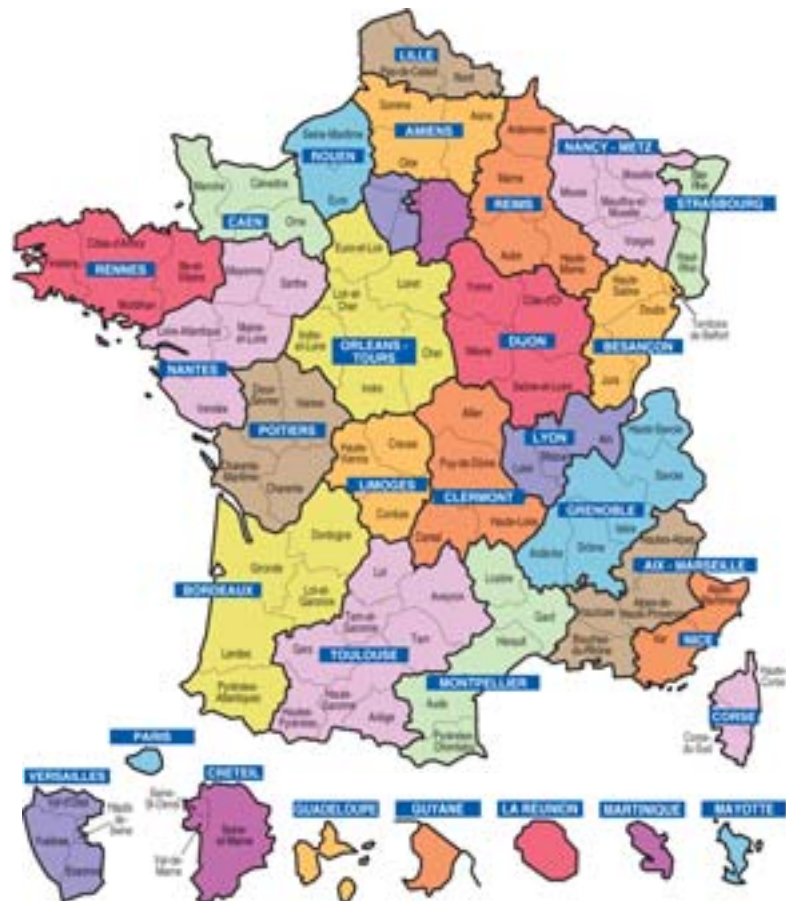 LILLE
Pas-de-Calais
Nord
Somme
Aisne
AMIENS
Oise
Seine-Maritime
ROUEN
Eure
Ardennes
Marne
REIMS
Aube
Haute-Marne
NANCY - METZ
Moselle
Meuse
Meurthe-et-Moselle
Vosges
Bas-Rhin
STRASBOURG
Haut-Rhin
Manche
Calvados
CAEN
Orne
Côtes-d'Armor
Finistère
RENNES
Ille-et-Vilaine
Morbihan
Mayenne
Sarthe
Loire-Atlantique
Maine-et-Loire
NANTES
Vendée
Eure-et-Loir
Loiret
Loir-et-Cher
Indre-et-Loire
ORLEANS - TOURS
Cher
Indre
Yonne
Côte-d'Or
Nièvre
DIJON
Saône-et-Loire
Haute-Saône
Doubs
Territoire de Belfort
BESANÇON
Jura
Deux-Sèvres
Vienne
POITIERS
Charente-Maritime
Charente
Haute-Vienne
Creuse
LIMOGES
Corrèze
Allier
Puy-de-Dôme
CLERMONT
Cantal
Haute-Loire
LYON
Rhône
Ain
Loire
Haute-Savoie
Savoie
GRENOBLE
Isère
Ardèche
Drôme
Hautes-Alpes
AIX - MARSEILLE
Alpes-de-Haute-Provence
Vaucluse
Bouches-du-Rhône
Alpes-Maritimes
Var
NICE
Dordogne
Gironde
BORDEAUX
Lot-et-Garonne
Landes
Pyrénées-Atlantiques
Lot
Aveyron
Tarn-et-Garonne
Gers
Tarn
TOULOUSE
Haute-Garonne
Hautes-Pyrénées
Ariège
Lozère
Gard
Hérault
MONTPELLIER
Aude
Pyrénées-Orientales
Haute-Corse
CORSE
Corse-du-Sud
PARIS
VERSAILLES
Val-d'Oise
Hauts-de-Seine
Yvelines
Essonne
CRETEIL
Seine-St-Denis
Seine-et-Marne
Val-de-Marne
GUADELOUPE
GUYANE
LA REUNION
MARTINIQUE
MAYOTTE